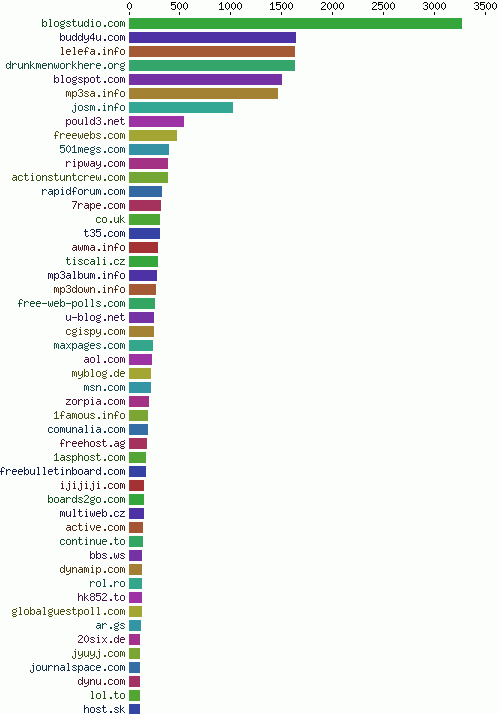 0 500 1000 1500 2000 2500 3000 3500
blogstudio.com
buddy4u.com
lelefa.info
drunkmenworkhere.org
blogspot.com
mp3sa.info
josm.info
pould3.net
freewebs.com
501megs.com
ripway.com
actionstuntcrew.com
rapidforum.com
7rape.com
co.uk
t35.com
awma.info
tiscali.cz
mp3album.info
mp3down.info
free-web-polls.com
u-blog.net
cgispy.com
maxpages.com
aol.com
myblog.de
msn.com
zorpia.com
1famous.info
comunalia.com
freehost.ag
1asphost.com
freebulletinboard.com
ijijiji.com
boards2go.com
multiweb.cz
active.com
continue.to
bbs.ws
dynamip.com
rol.ro
hk852.to
globalguestpoll.com
ar.gs
20six.de
jyuyj.com
journalspace.com
dynu.com
lol.to
host.sk